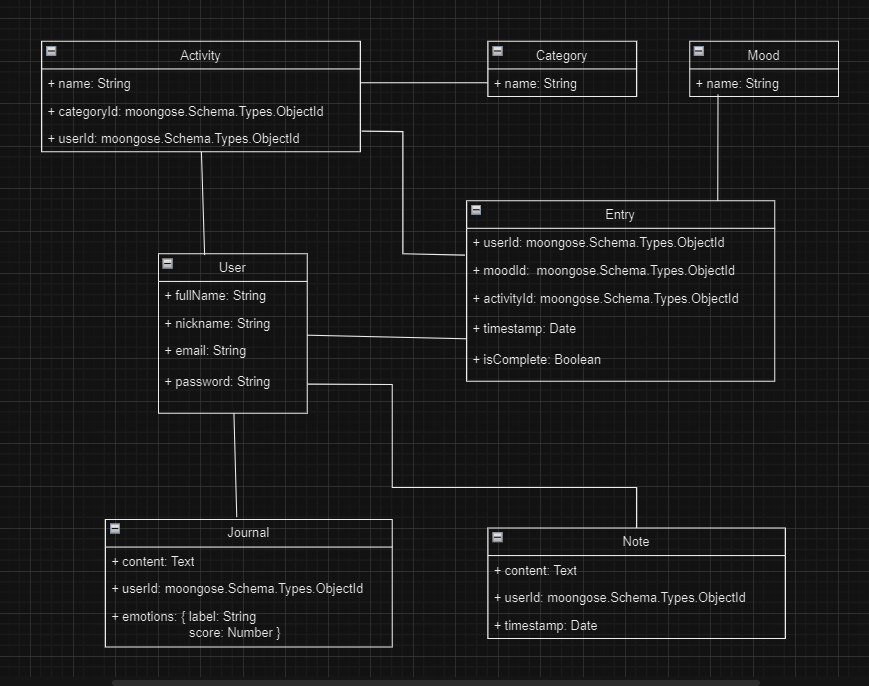 Activity
+ name: String
+ categoryId: moongose.Schema.Types.ObjectId
+ userId: moongose.Schema.Types.ObjectId
Category
+ name: String
Mood
+ name: String
Entry
+ userId: moongose.Schema.Types.ObjectId
+ moodId:  moongose.Schema.Types.ObjectId
+ activityId: moongose.Schema.Types.ObjectId
+ timestamp: Date
+ isComplete: Boolean
User
+ fullName: String
+ nickname: String
+ email: String
+ password: String
Journal
+ content: Text
+ userId: moongose.Schema.Types.ObjectId
+ emotions: { label: String
score: Number }
Note
+ content: Text
+ userId: moongose.Schema.Types.ObjectId
+ timestamp: Date